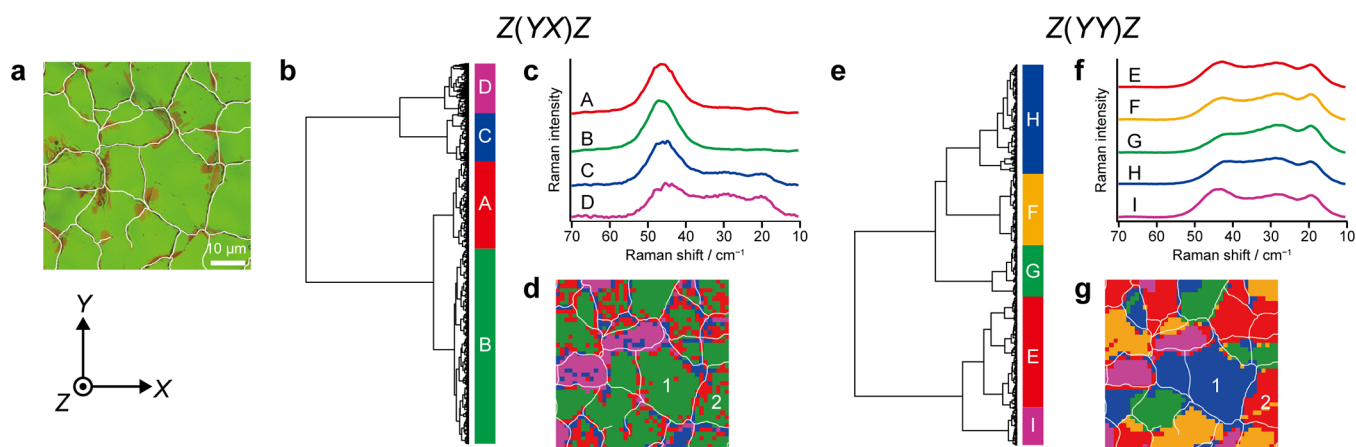 Z(YX)Z
Z(YY)Z
a
10 µm
Y
Z
X
b
D
C
A
B
c
Raman intensity
A
B
C
D
70 60 50 40 30 20 10
Raman shift / cm⁻¹
d
1
2
e
H
F
G
E
I
f
Raman intensity
E
F
G
H
I
70 60 50 40 30 20 10
Raman shift / cm⁻¹
g
1
2